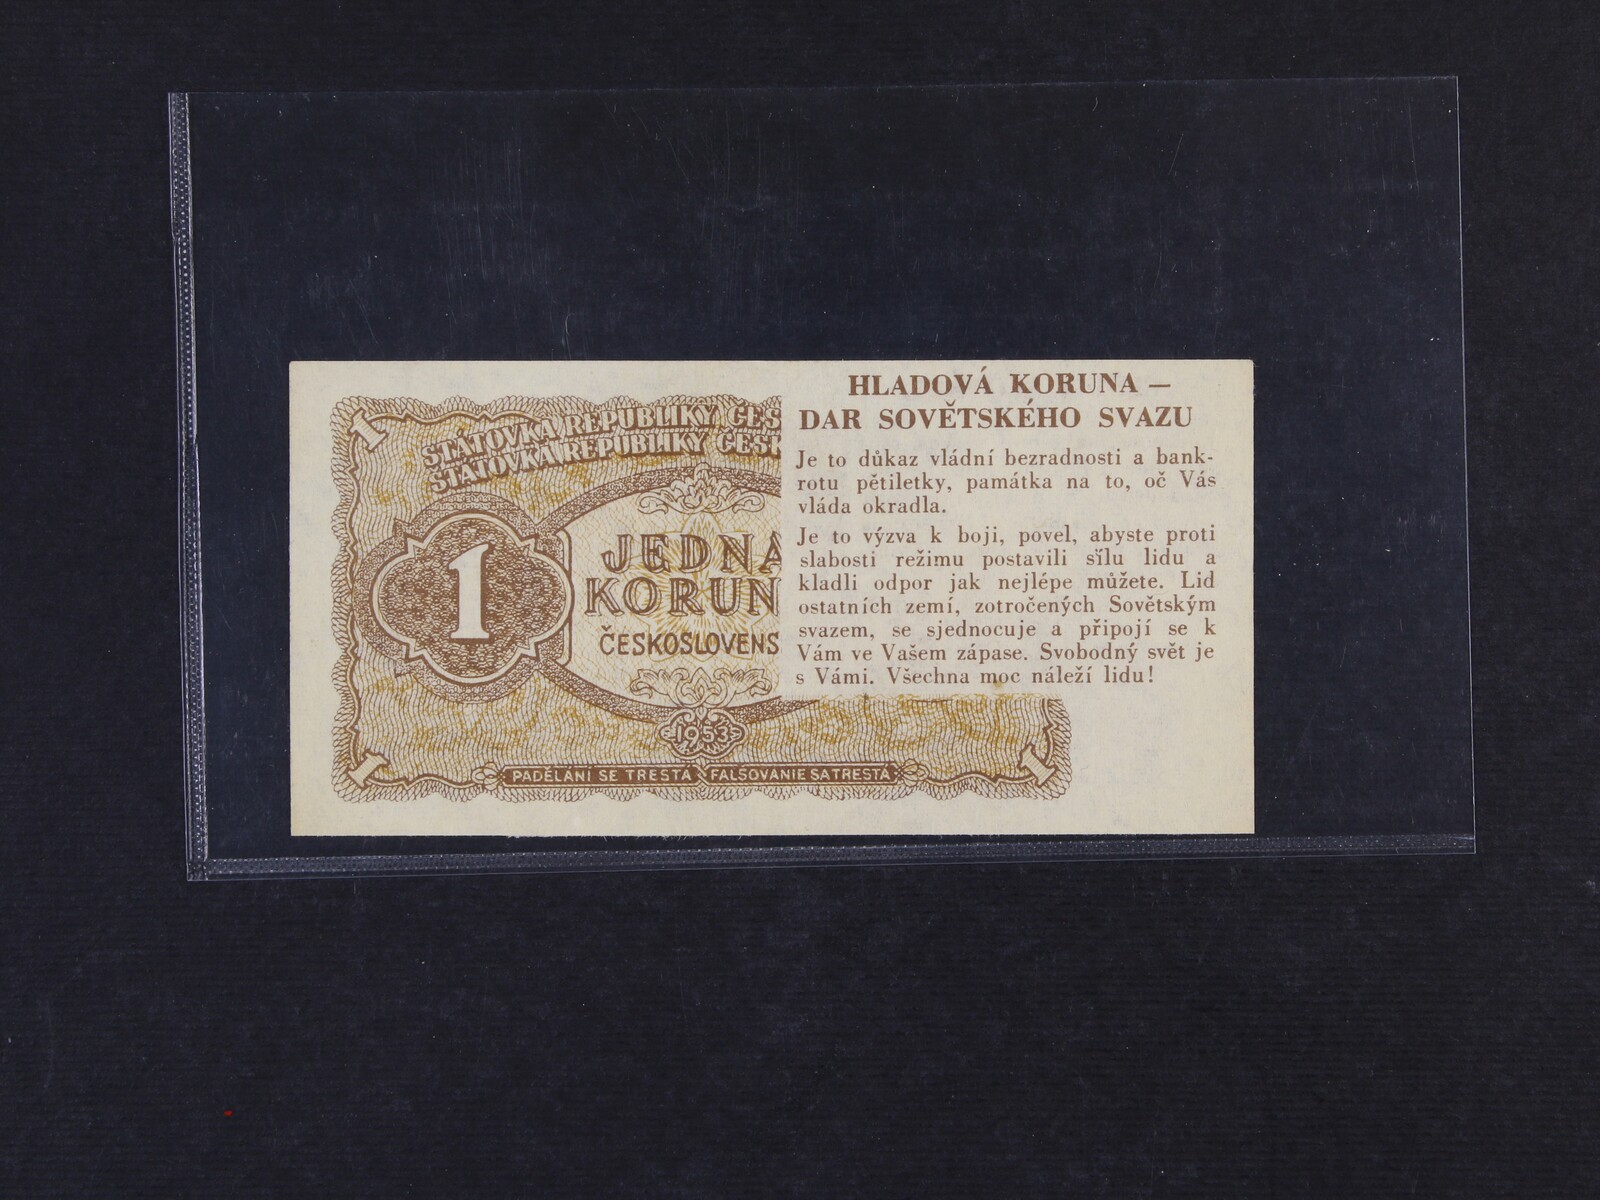 1
STÁTOVKA REPUBLIKY ČES
STÁTOVKA REPUBLIKY ČESK
1
JEDNA
KORUN
ČESKOSLOVENS
1953
1
PADĚLÁNÍ SE TRESTÁ FALŠOVANIE SA TRESTÁ
1
HLADOVÁ KORUNA —
DAR SOVĚTSKÉHO SVAZU
Je to důkaz vládní bezradnosti a bank-
rotu pětiletky, památka na to, oč Vás
vláda okradla.
Je to výzva k boji, povel, abyste proti
slabosti režimu postavili sílu lidu a
kladli odpor jak nejlépe můžete. Lid
ostatních zemí, zotročených Sovětským
svazem, se sjednocuje a připojí se k
Vám ve Vašem zápase. Svobodný svět je
s Vámi. Všechna moc náleží lidu!